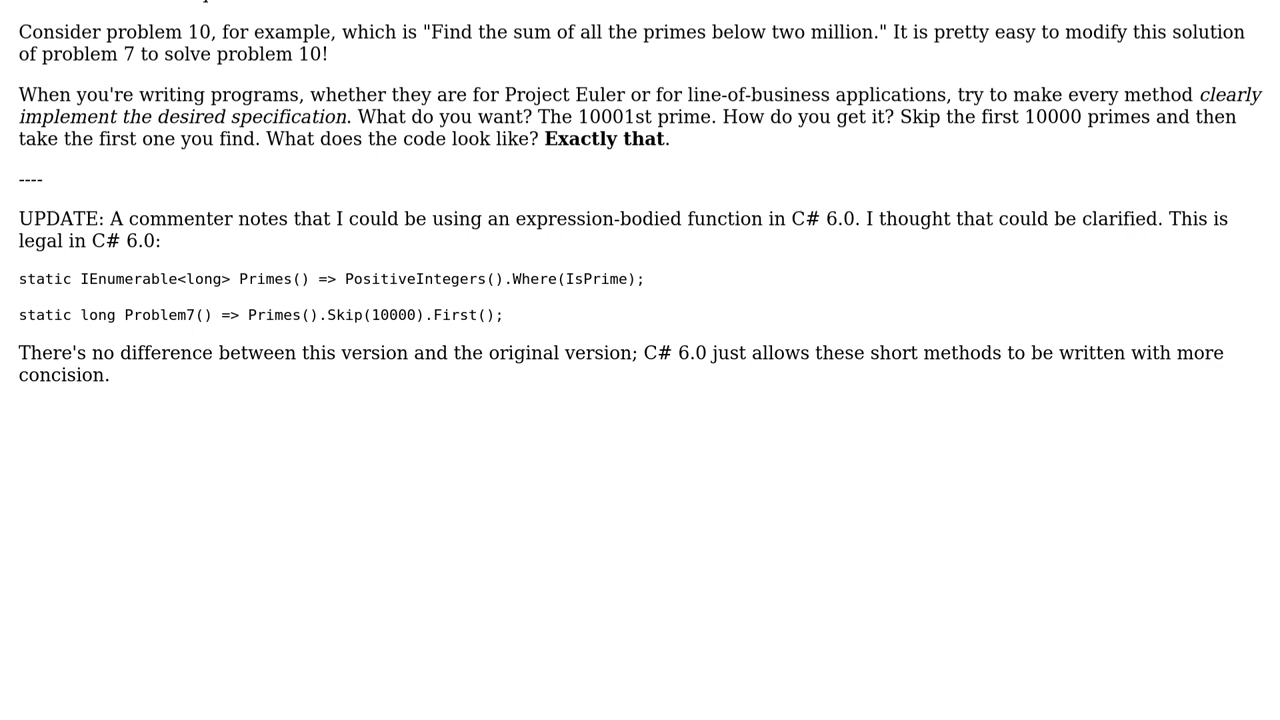 Consider problem 10, for example, which is "Find the sum of all the primes below two million." It is pretty easy to modify this solution
of problem 7 to solve problem 10!
When you're writing programs, whether they are for Project Euler or for line-of-business applications, try to make every method clearly
implement the desired specification. What do you want? The 10001st prime. How do you get it? Skip the first 10000 primes and then
take the first one you find. What does the code look like? Exactly that.
----
UPDATE: A commenter notes that I could be using an expression-bodied function in C# 6.0. I thought that could be clarified. This is
legal in C# 6.0:
static IEnumerable<long> Primes() => PositiveIntegers().Where(IsPrime);
static long Problem7() => Primes().Skip(10000).First();
There's no difference between this version and the original version; C# 6.0 just allows these short methods to be written with more
concision.